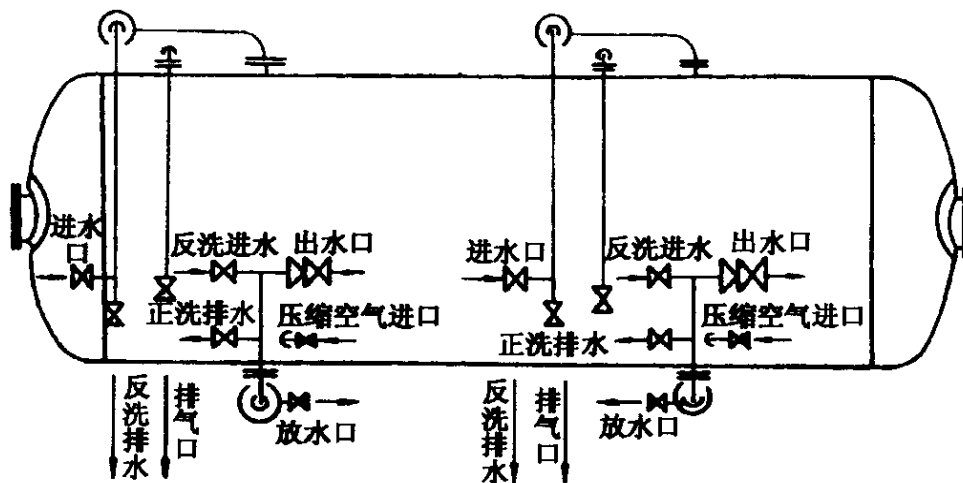 进水口
反洗进水
出水口
正洗排水
压缩空气进口
反洗排水
排气口
放水口
进水口
反洗进水
出水口
正洗排水
压缩空气进口
反洗排水
排气口
放水口